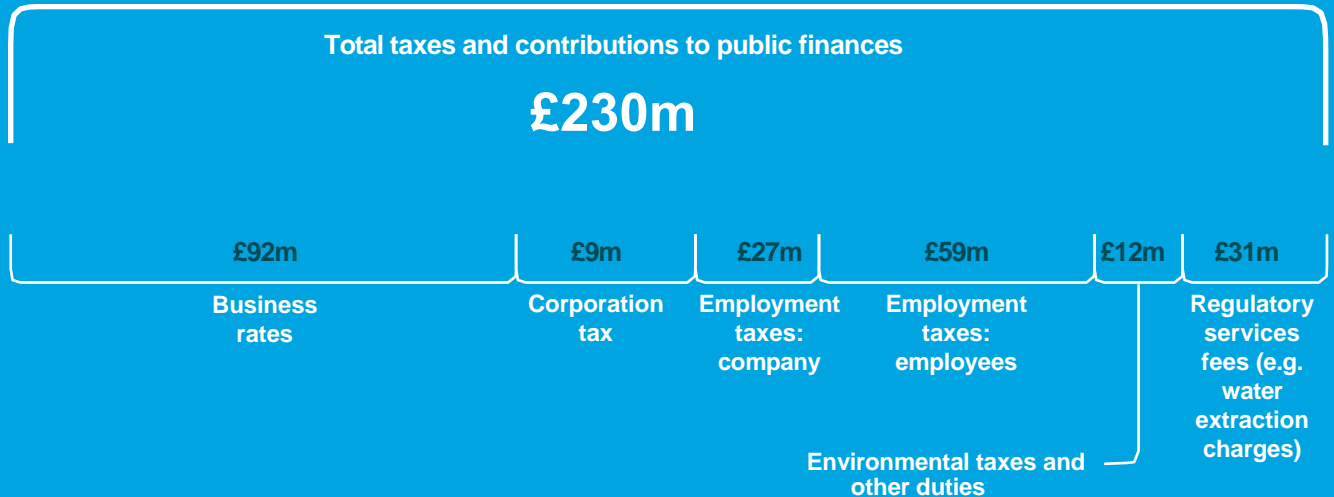 Total taxes and contributions to public finances
£230m
£92m
£9m
£27m
£59m
£12m
£31m
Business
rates
Corporation
tax
Employment
taxes:
company
Employment
taxes:
employees
Environmental taxes and
other duties
Regulatory
services
fees (e.g.
water
extraction
charges)